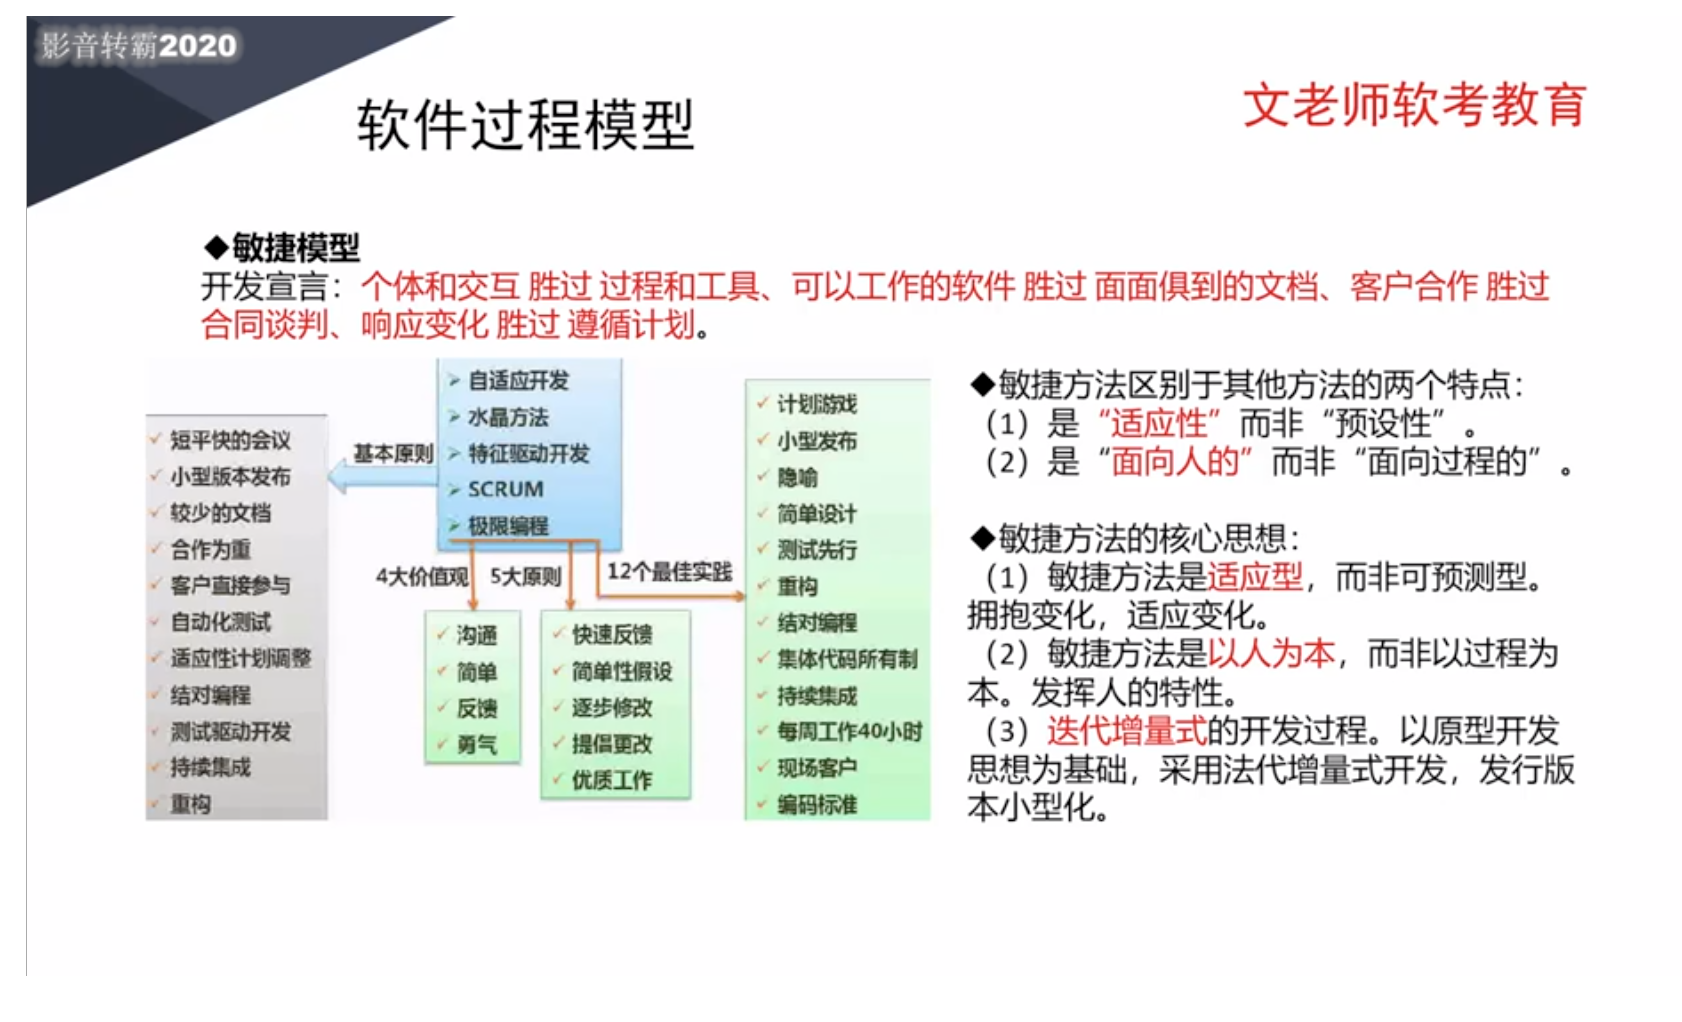 影音转霸2020
软件过程模型
文老师软考教育
◆敏捷模型
开发宣言：个体和交互 胜过 过程和工具、可以工作的软件 胜过 面面俱到的文档、客户合作 胜过
合同谈判、响应变化 胜过 遵循计划。
短平快的会议
小型版本发布
较少的文档
合作为重
客户直接参与
自动化测试
适应性计划调整
结对编程
测试驱动开发
持续集成
重构
基本原则
自适应开发
水晶方法
特征驱动开发
SCRUM
极限编程
4大价值观
5大原则
12个最佳实践
沟通
简单
反馈
勇气
快速反馈
简单性假设
逐步修改
提倡更改
优质工作
计划游戏
小型发布
隐喻
简单设计
测试先行
重构
结对编程
集体代码所有制
持续集成
每周工作40小时
现场客户
编码标准
◆敏捷方法区别于其他方法的两个特点：
（1）是“适应性”而非“预设性”。
（2）是“面向人的”而非“面向过程的”。
◆敏捷方法的核心思想：
（1）敏捷方法是适应型，而非可预测型。
拥抱变化，适应变化。
（2）敏捷方法是以人为本，而非以过程为
本。发挥人的特性。
（3）迭代增量式的开发过程。以原型开发
思想为基础，采用法代增量式开发，发行版
本小型化。